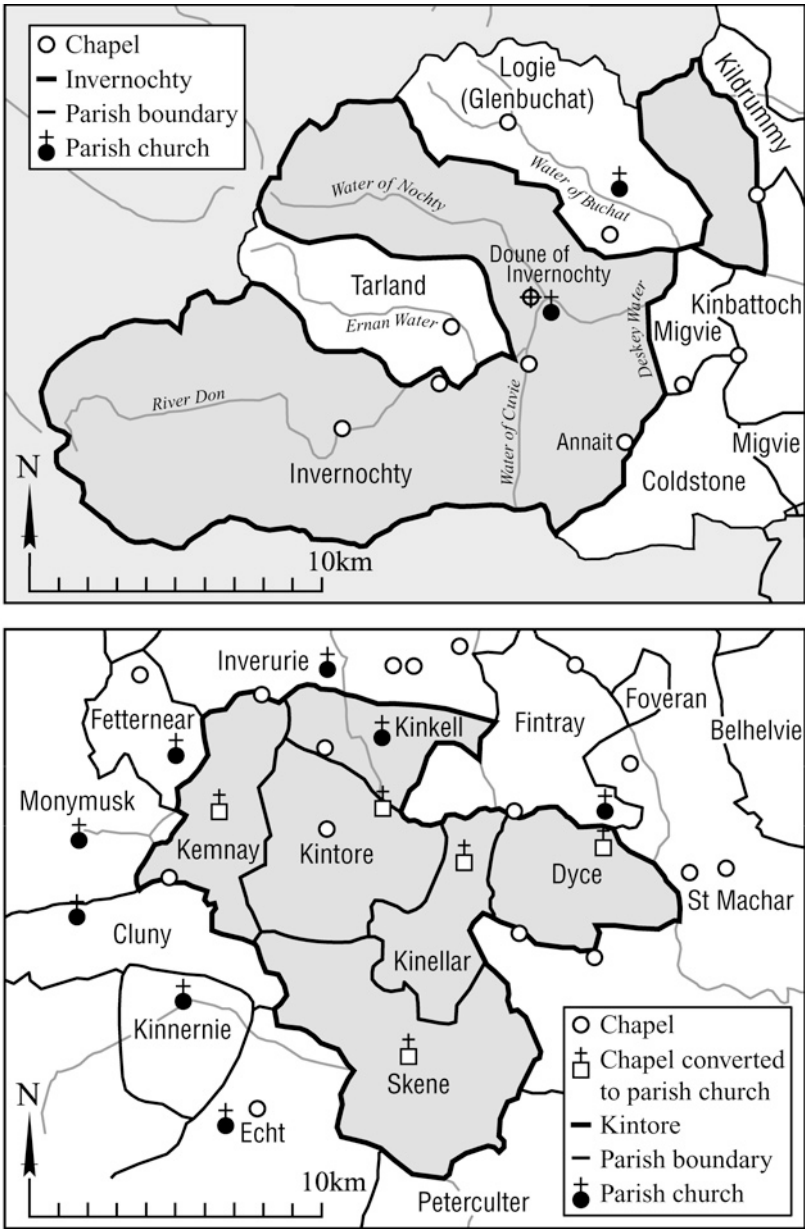 Chapel
Invernochty
Parish boundary
Parish church
Logie
(Glenbuchat)
Kildrummy
Water of Nochty
Water of Buchat
Doune of
Invernochty
Tarland
Ernan Water
Kinbattoch
Migvie
Deskey Water
River Don
Water of Cuvie
Annait
Migvie
Invernochty
Coldstone
N
10km
Inverurie
Foveran
Fetternear
Kinkell
Fintray
Belhelvie
Monymusk
Kemnay
Kintore
Dyce
St Machar
Cluny
Kinellar
Kinnernie
Skene
Chapel
Chapel converted
to parish church
Kintore
Parish boundary
Parish church
N
Echt
10km
Peterculter